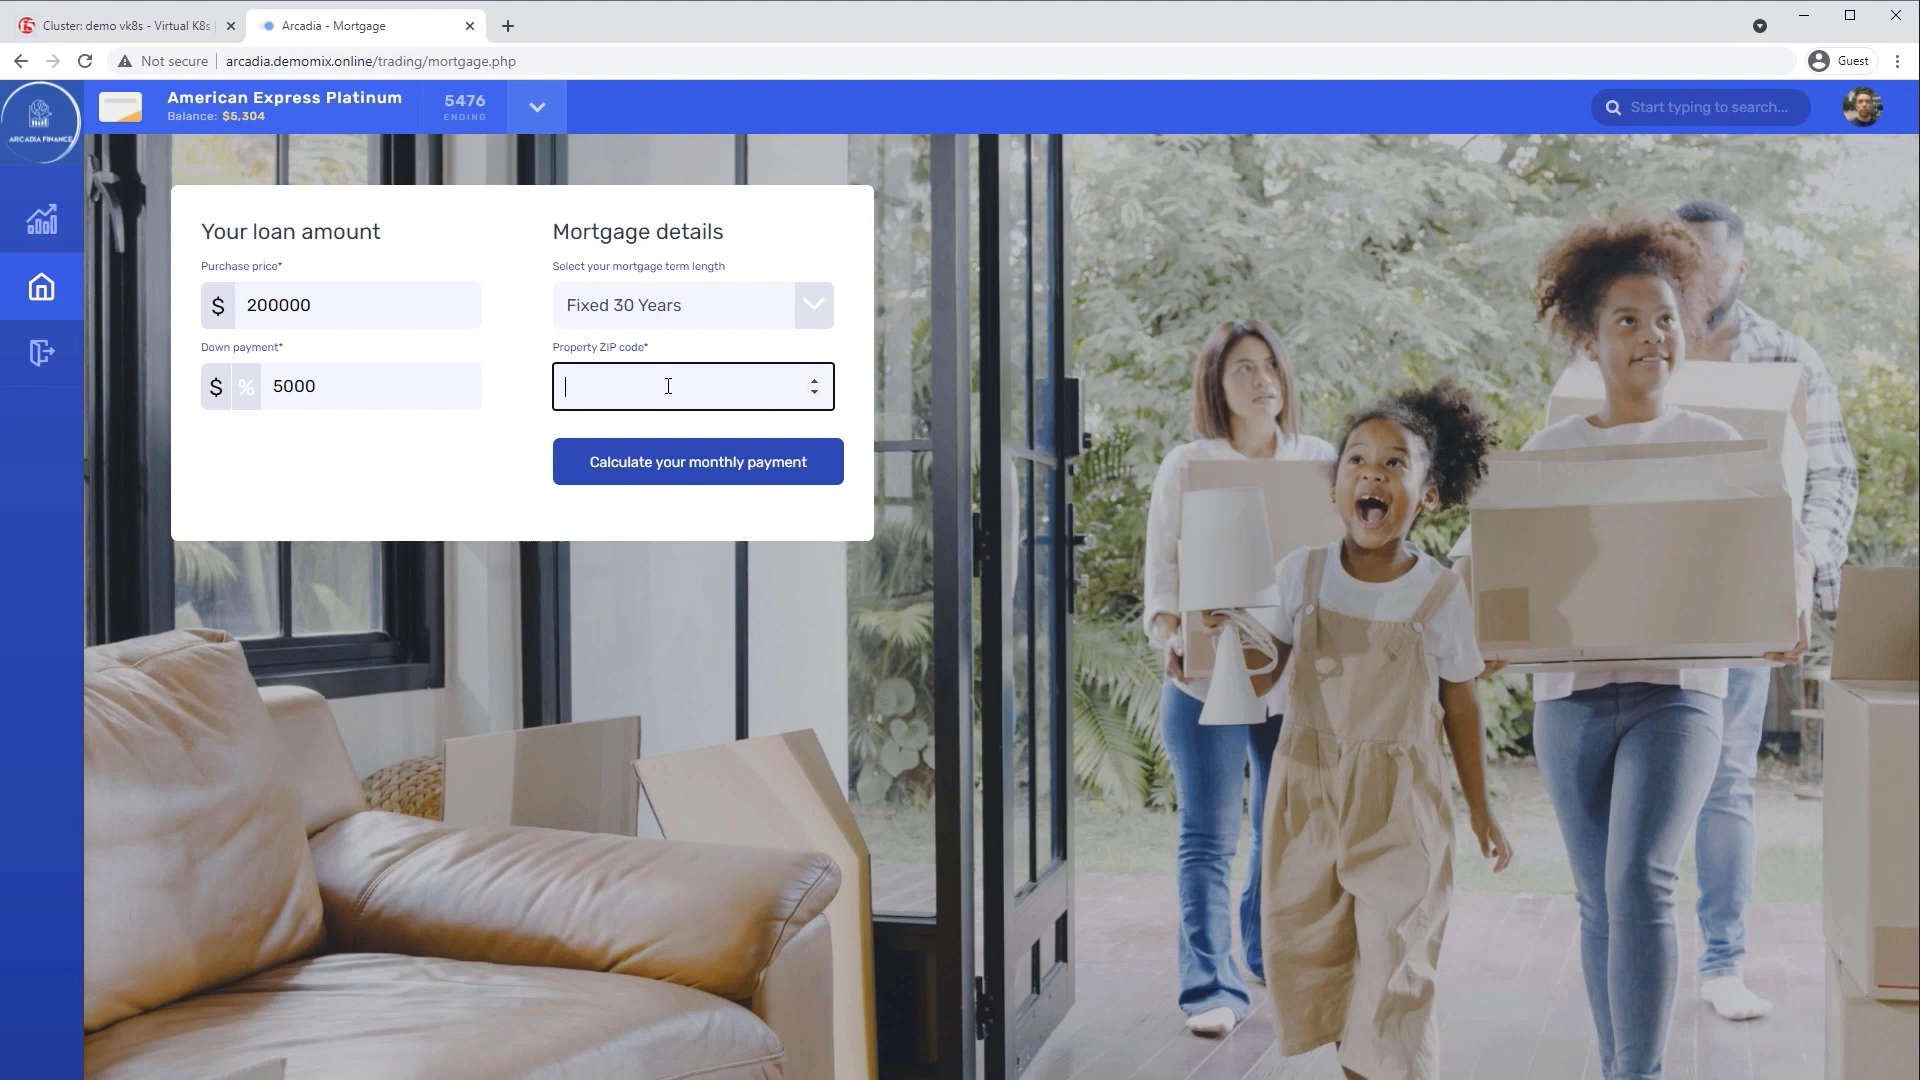 Cluster: demo vk8s - Virtual K8s
Arcadia - Mortgage
Guest
Not secure
arcadia.demomix.online/trading/mortgage.php
ARCADIA FINANCE
American Express Platinum
Balance: $5,304
5476
ENDING
Start typing to search...
Your loan amount
Purchase price*
$ 200000
Down payment*
$ % 5000
Mortgage details
Select your mortgage term length
Fixed 30 Years
Property ZIP code*
Calculate your monthly payment